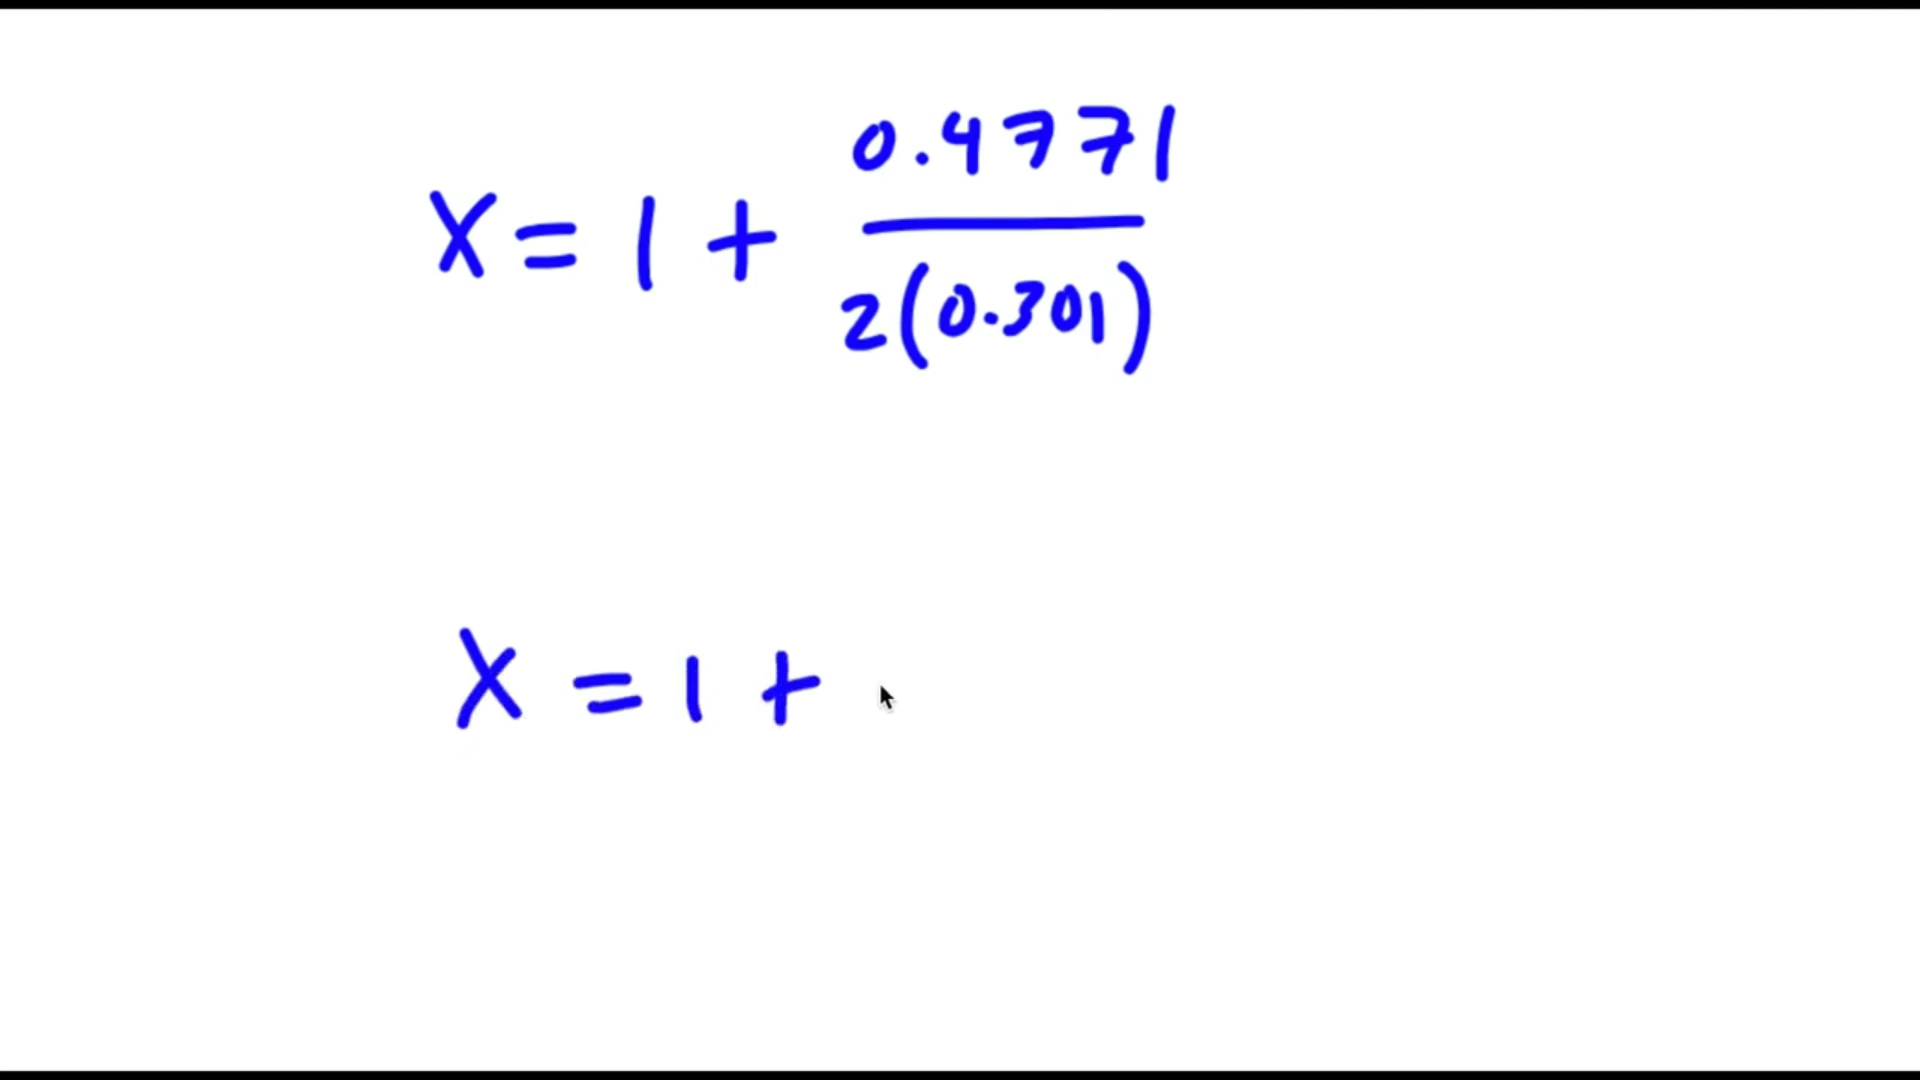 X = 1 + 0.4771 / 2(0.301)
X = 1 +